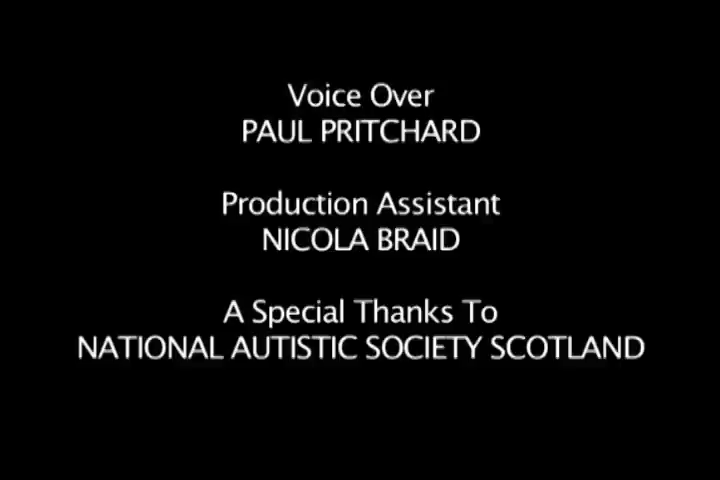 Voice Over
PAUL PRITCHARD
Production Assistant
NICOLA BRAID
A Special Thanks To
NATIONAL AUTISTIC SOCIETY SCOTLAND